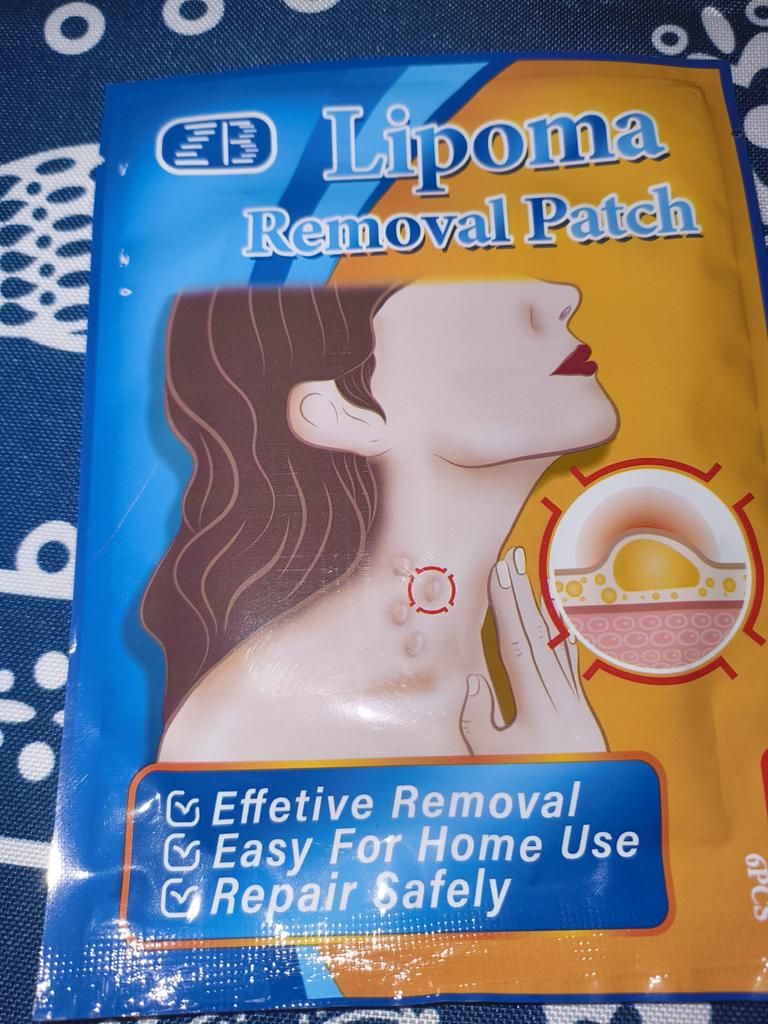 Lipoma
Removal Patch
Effetive Removal
Easy For Home Use
Repair Safely
6PCS